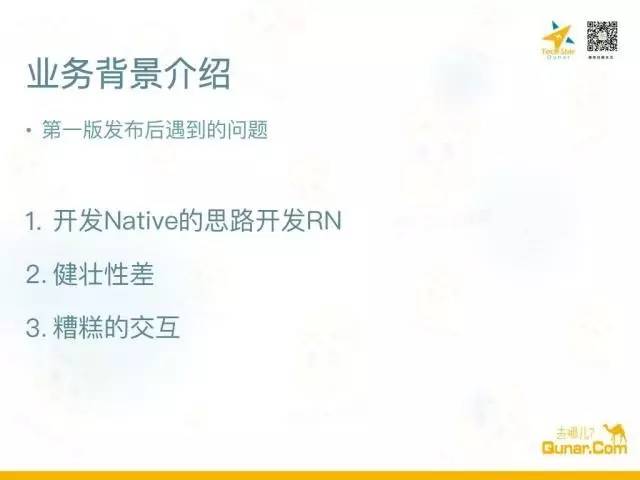 Tech Star
Qunar
业务背景介绍
• 第一版发布后遇到的问题
1. 开发Native的思路开发RN
2. 健壮性差
3. 糟糕的交互
去哪儿?
Qunar.Com